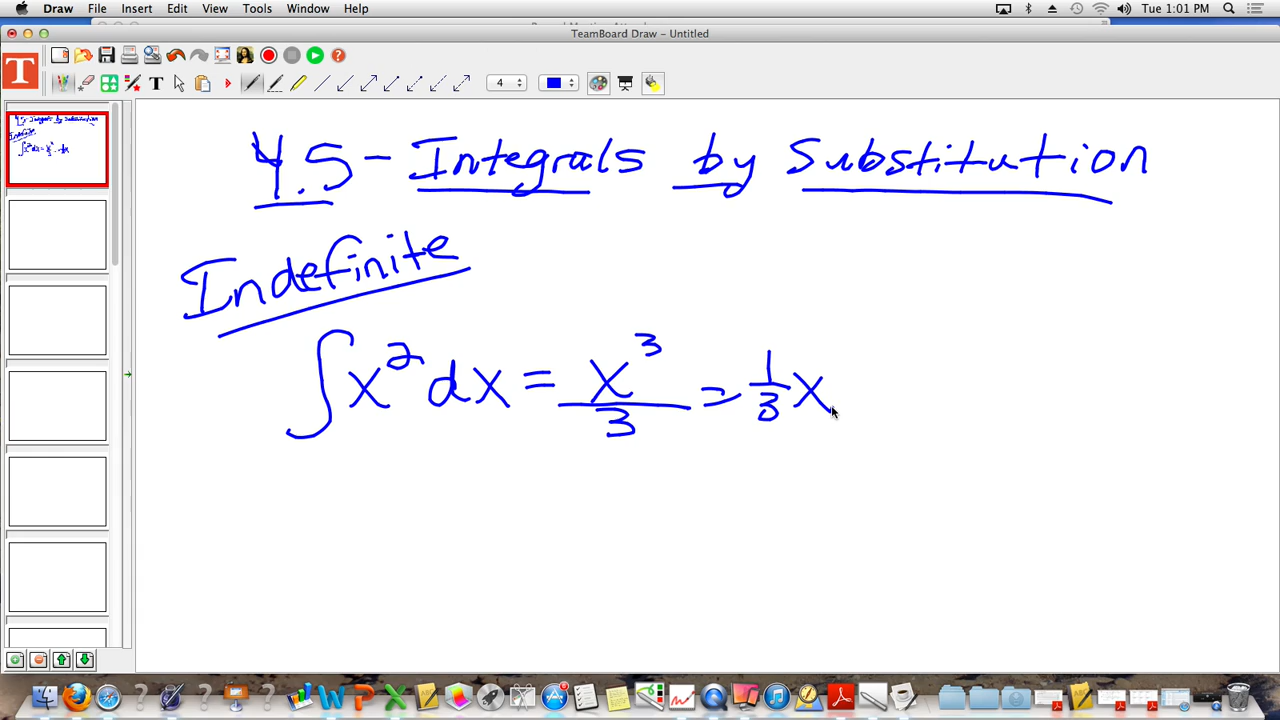 Draw File Insert Edit View Tools Window Help Tue 1:01 PM
TeamBoard Draw – Untitled
4
4.5 - Integrals by Substitution
Indefinite
∫ x² dx = x³/3 = 1/3 x